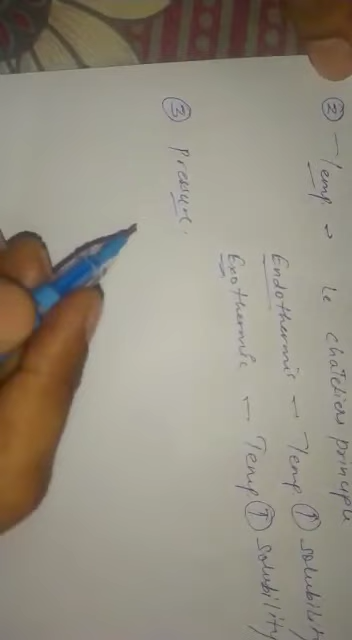 ② Temp → Le chatelier principle
Endothermic - Temp ↑ solubility
Exothermic - Temp ↑ solubility
③ Pressure.